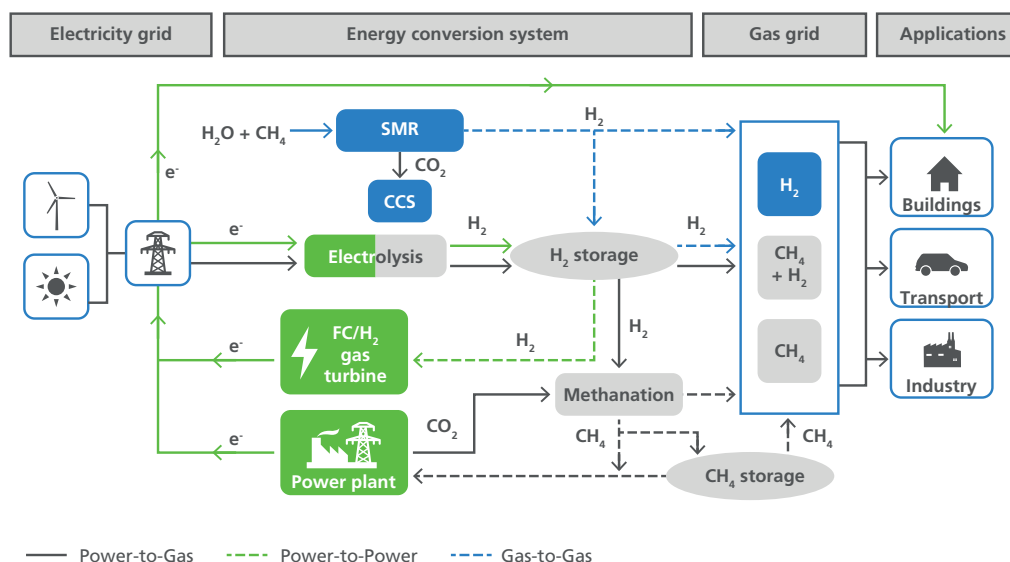 Electricity grid
Energy conversion system
Gas grid
Applications
H₂O + CH₄
SMR
H₂
e-
CO₂
CCS
H₂
Buildings
e-
Electrolysis
H₂
H₂ storage
H₂
CH₄
+ H₂
Transport
e-
FC/H₂
gas
turbine
H₂
H₂
CH₄
Industry
Methanation
e-
CO₂
CH₄
CH₄
Power plant
CH₄ storage
Power-to-Gas
Power-to-Power
Gas-to-Gas